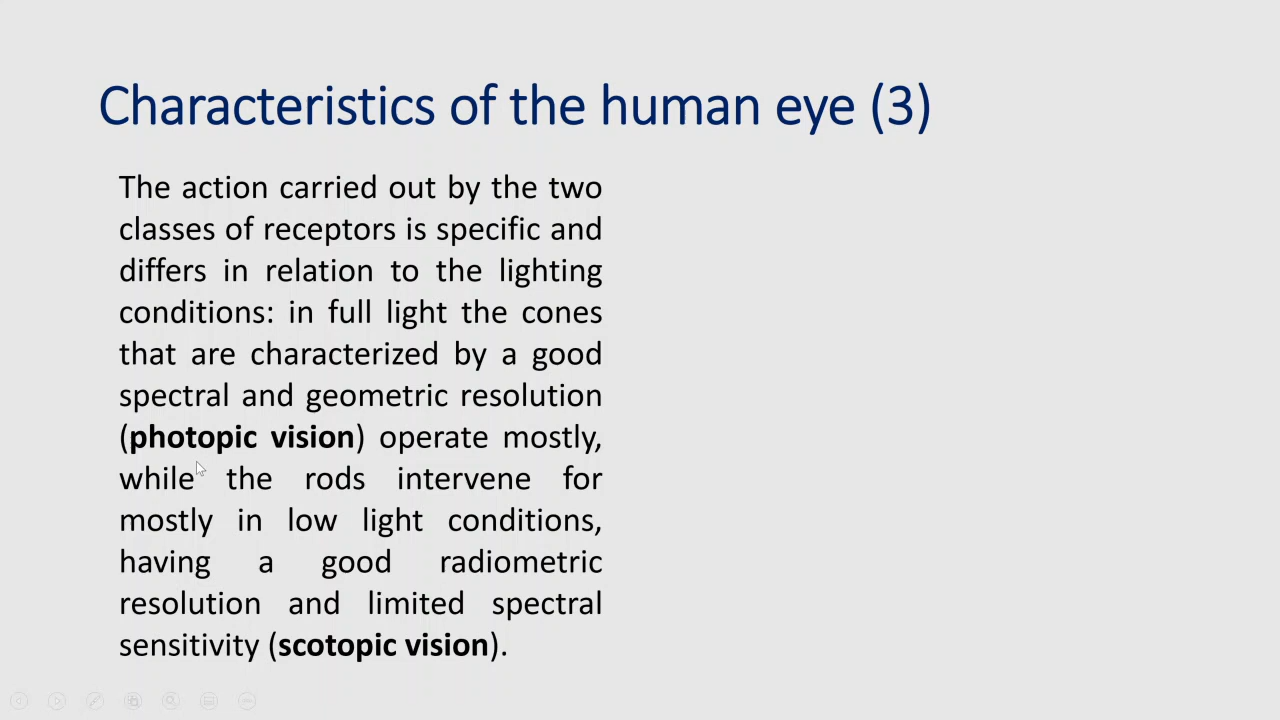 Characteristics of the human eye (3)
The action carried out by the two
classes of receptors is specific and
differs in relation to the lighting
conditions: in full light the cones
that are characterized by a good
spectral and geometric resolution
(photopic vision) operate mostly,
while the rods intervene for
mostly in low light conditions,
having a good radiometric
resolution and limited spectral
sensitivity (scotopic vision).